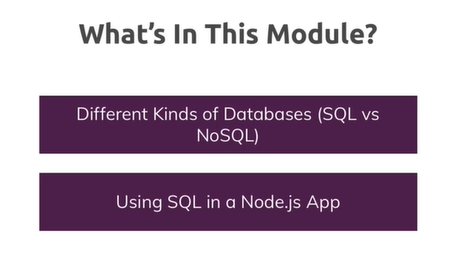 What's In This Module?
Different Kinds of Databases (SQL vs
NoSQL)
Using SQL in a Node.js App